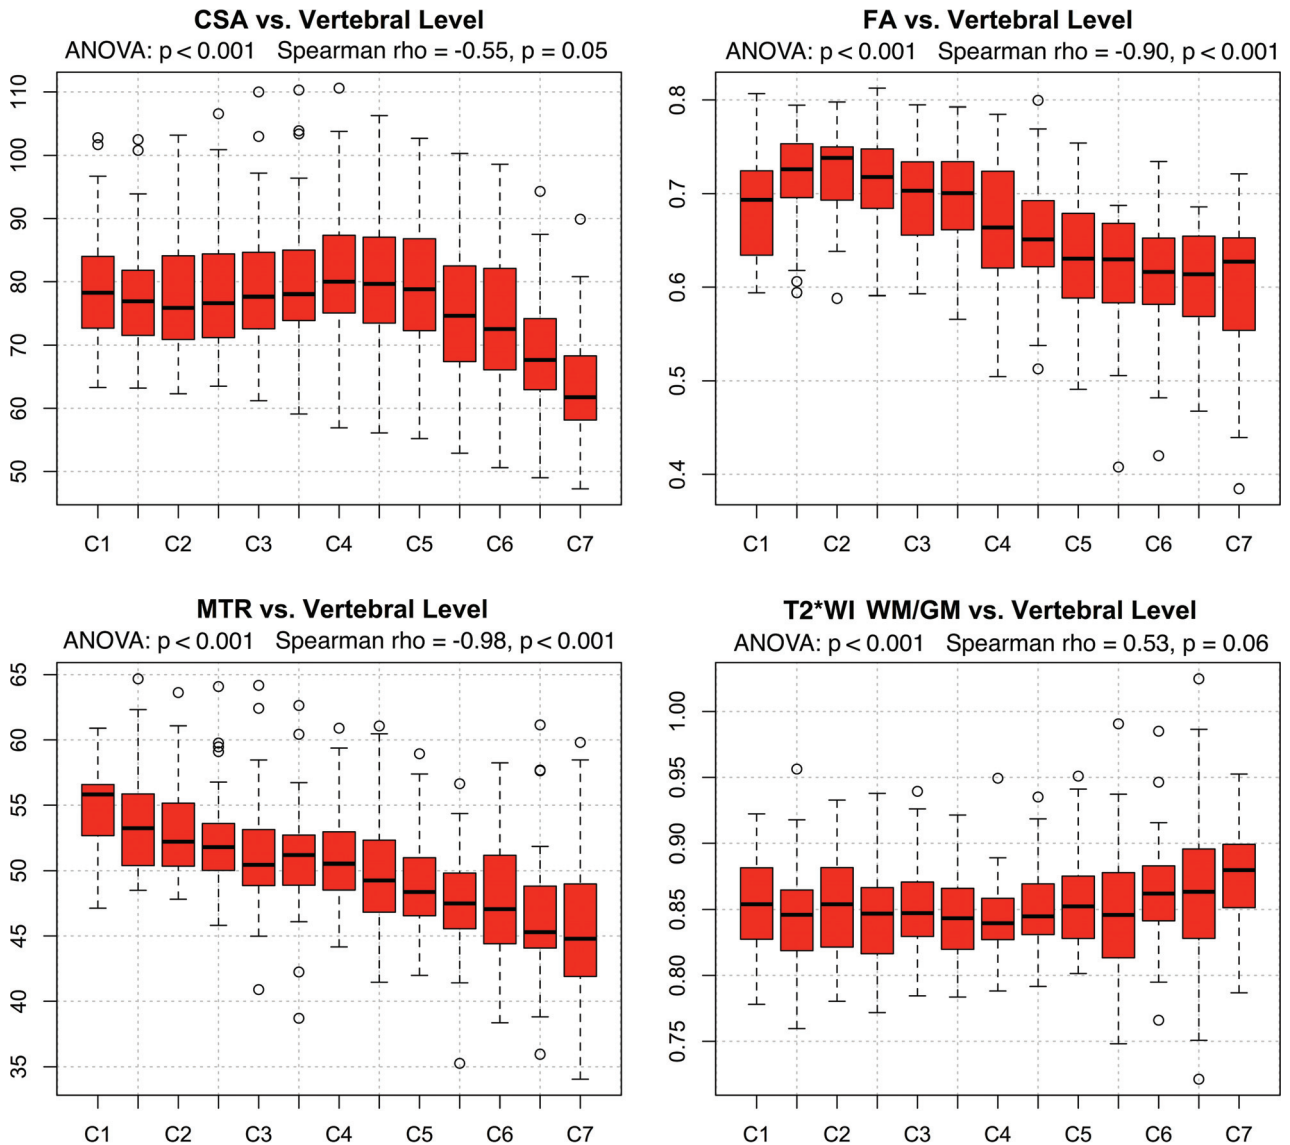 CSA vs. Vertebral Level
ANOVA: p < 0.001 Spearman rho = -0.55, p = 0.05
110
100
90
80
70
60
50
C1 C2 C3 C4 C5 C6 C7
FA vs. Vertebral Level
ANOVA: p < 0.001 Spearman rho = -0.90, p < 0.001
0.8
0.7
0.6
0.5
0.4
C1 C2 C3 C4 C5 C6 C7
MTR vs. Vertebral Level
ANOVA: p < 0.001 Spearman rho = -0.98, p < 0.001
65
60
55
50
45
40
35
C1 C2 C3 C4 C5 C6 C7
T2*WI WM/GM vs. Vertebral Level
ANOVA: p < 0.001 Spearman rho = 0.53, p = 0.06
1.00
0.95
0.90
0.85
0.80
0.75
C1 C2 C3 C4 C5 C6 C7